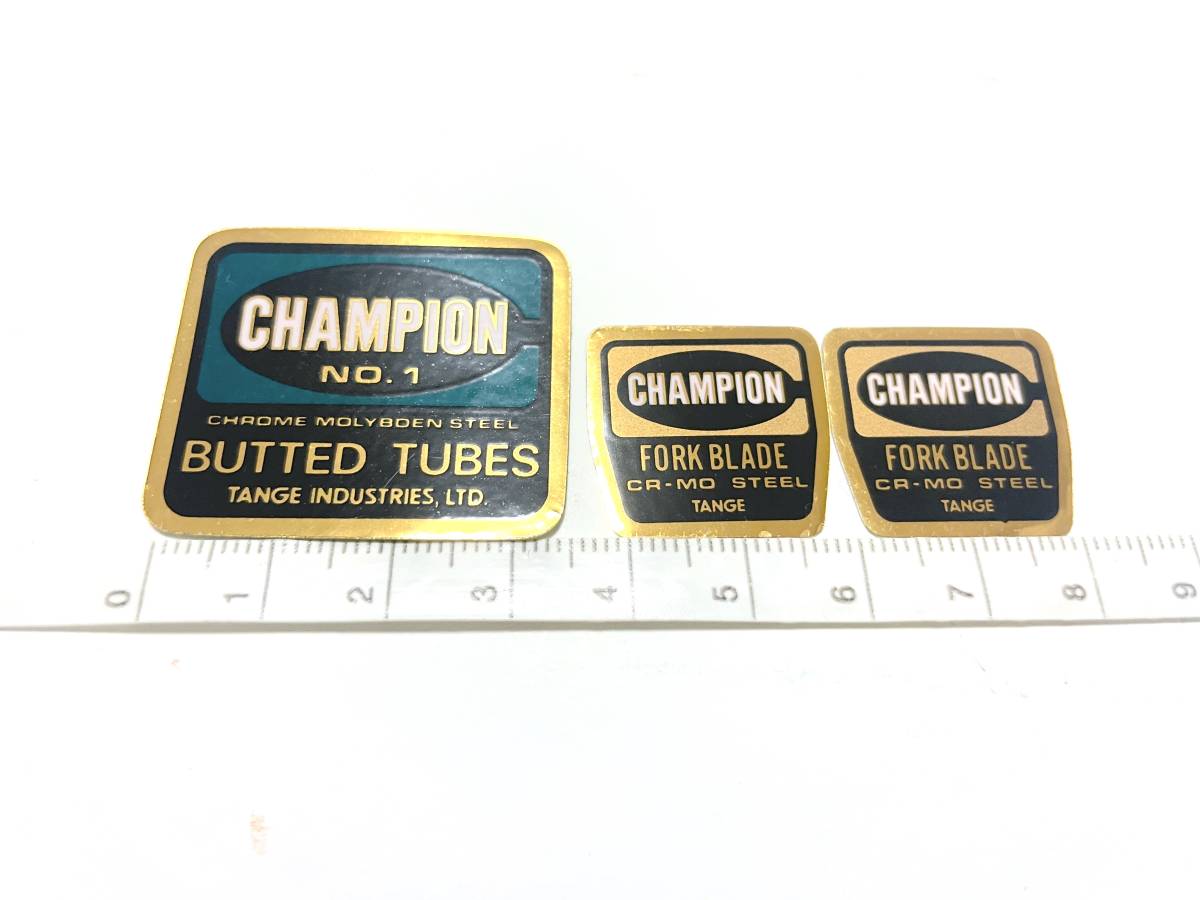 CHAMPION
NO. 1
CHROME MOLYBDEN STEEL
BUTTED TUBES
TANGE INDUSTRIES, LTD.
CHAMPION
FORK BLADE
CR-MO STEEL
TANGE
CHAMPION
FORK BLADE
CR-MO STEEL
TANGE
0 1 2 3 4 5 6 7 8 9